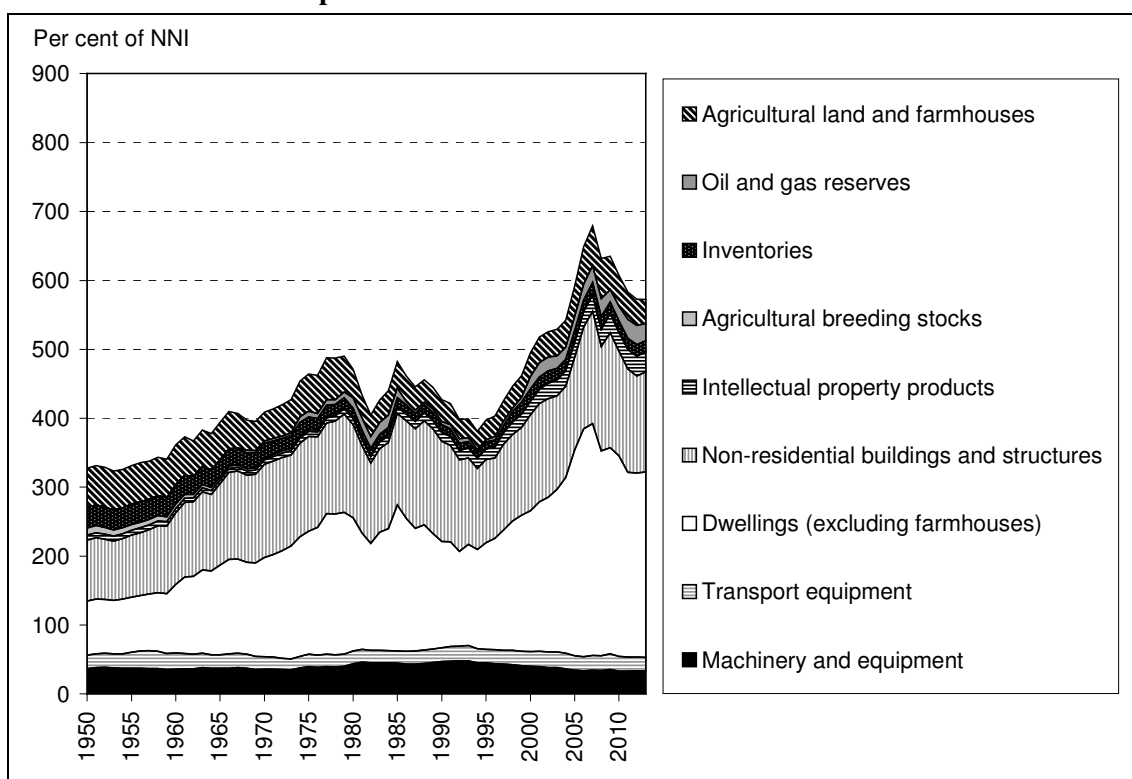 Per cent of NNI
900
800
700
600
500
400
300
200
100
0
1950
1955
1960
1965
1970
1975
1980
1985
1990
1995
2000
2005
2010
Agricultural land and farmhouses
Oil and gas reserves
Inventories
Agricultural breeding stocks
Intellectual property products
Non-residential buildings and structures
Dwellings (excluding farmhouses)
Transport equipment
Machinery and equipment